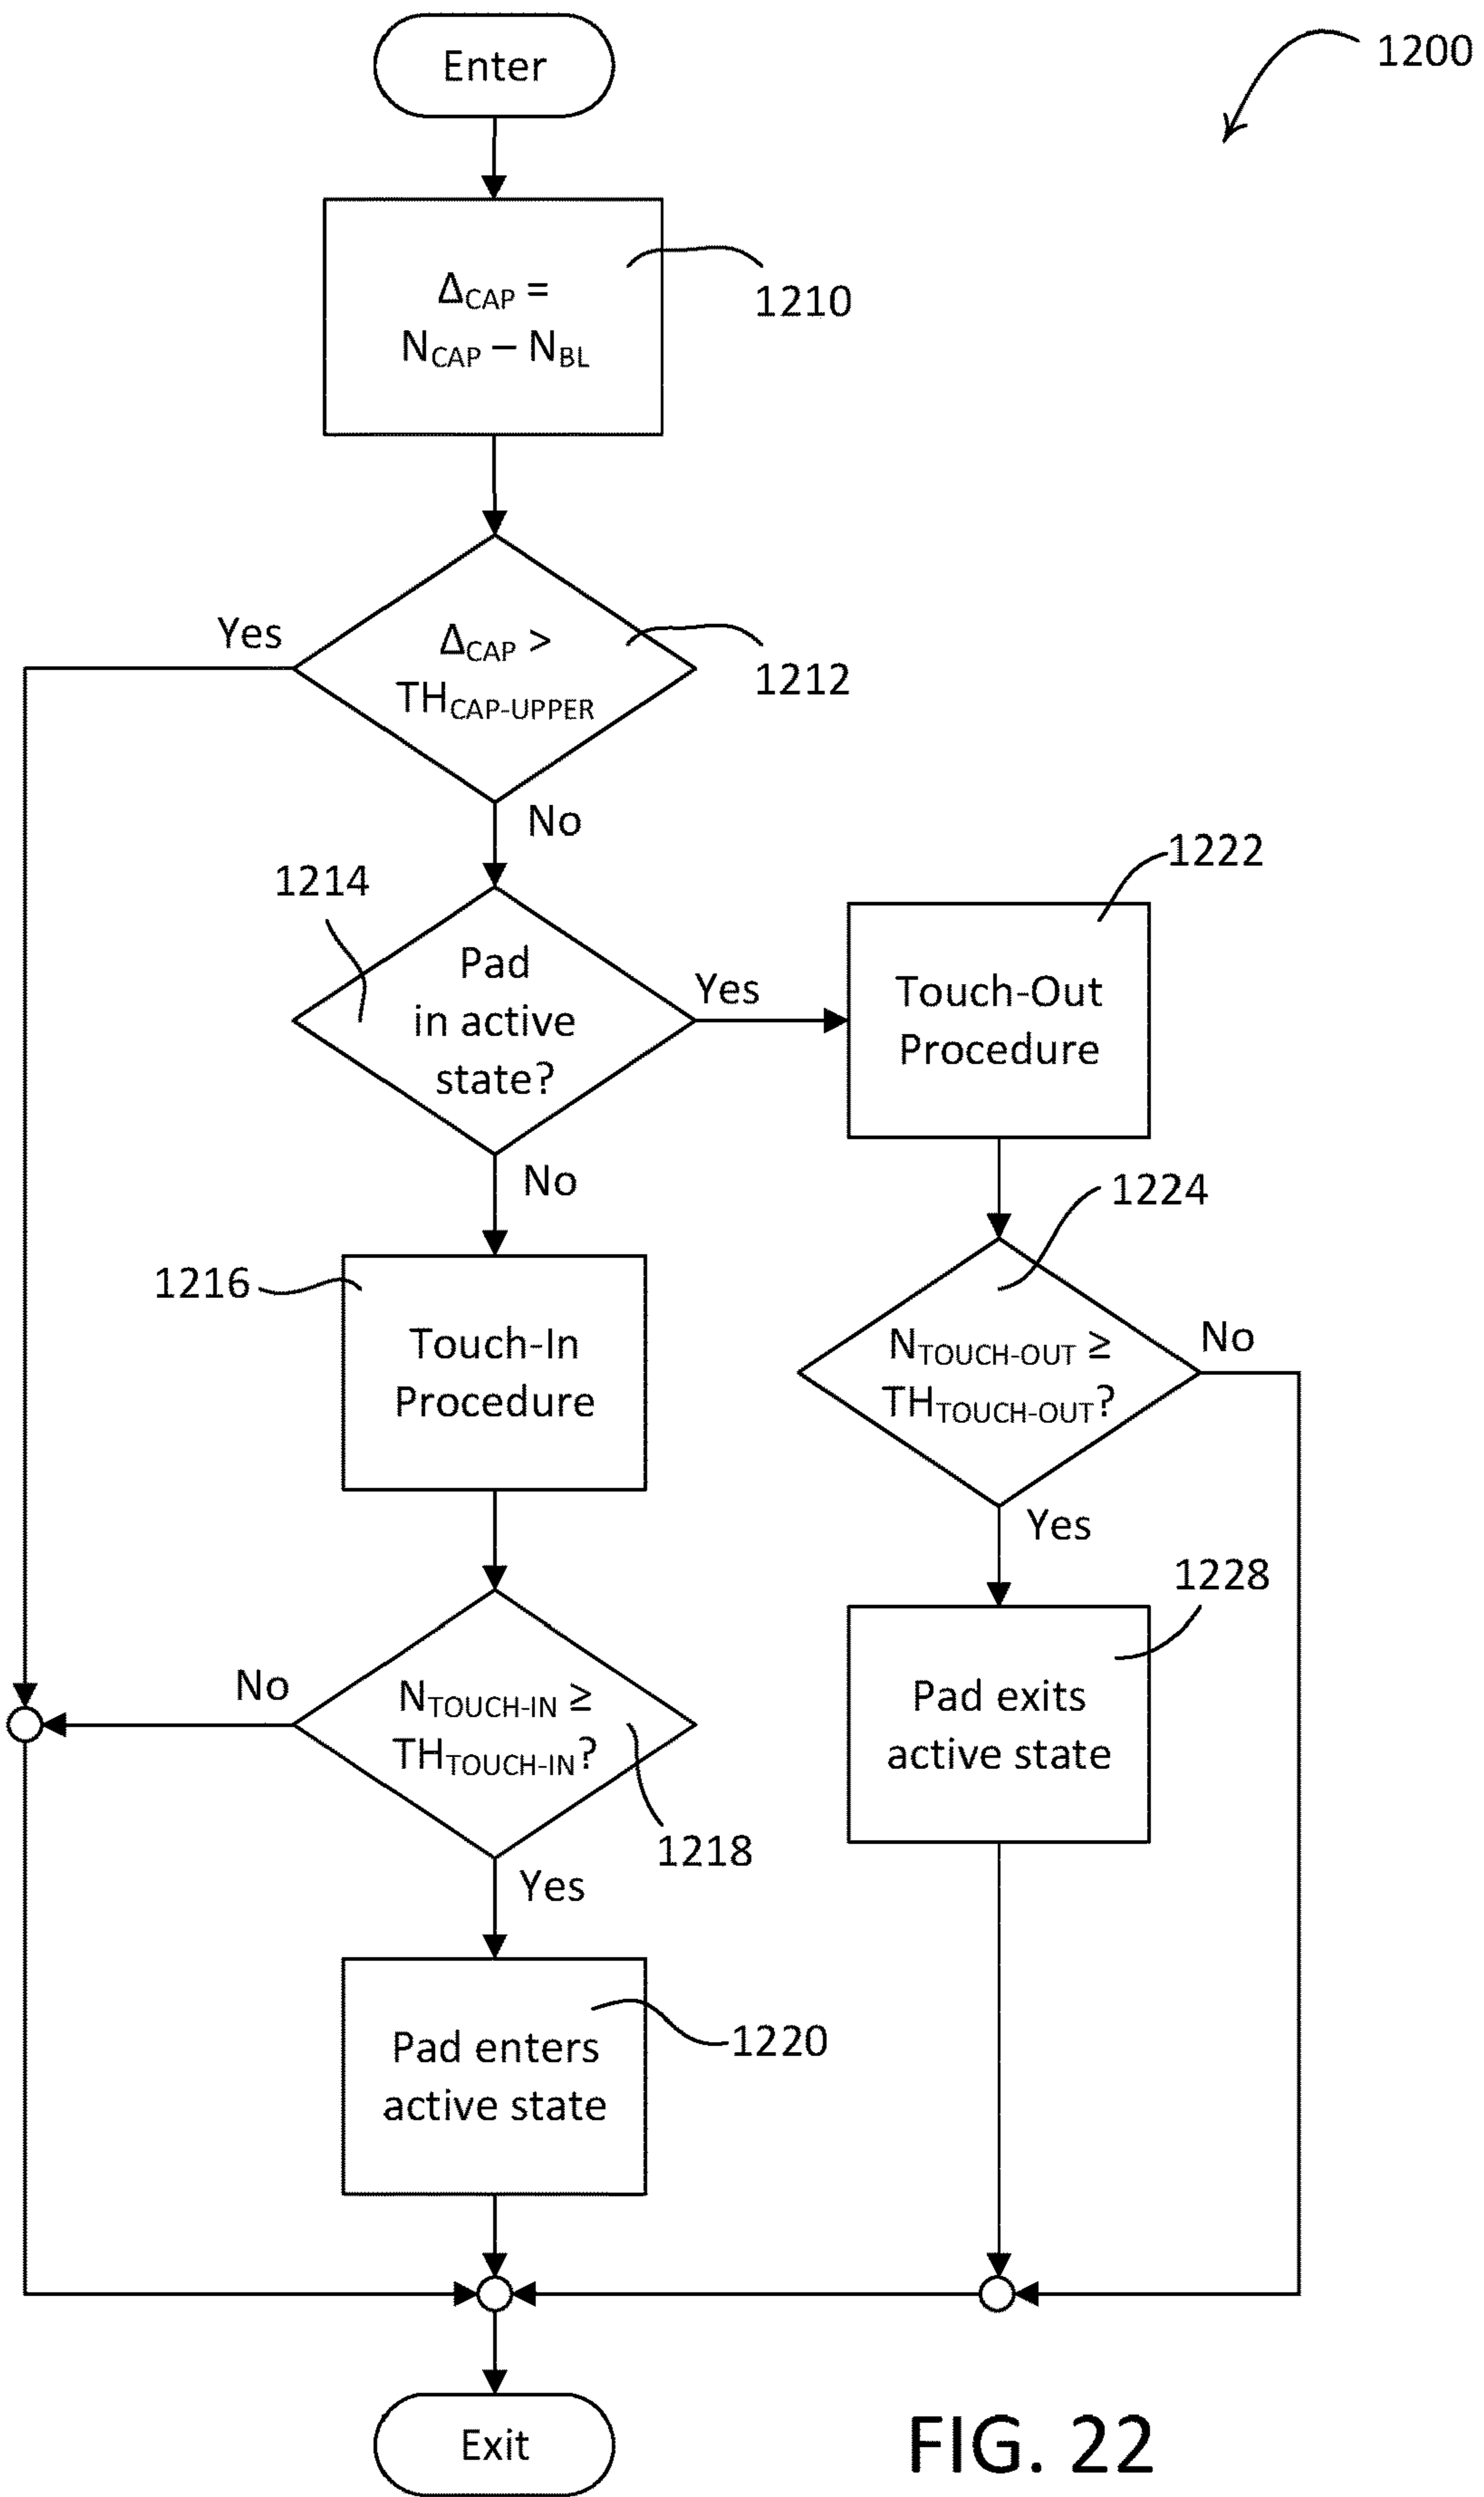 Enter
1200
ΔCAP =
NCAP – NBL
1210
Yes
ΔCAP >
THCAP-UPPER
1212
No
1214
Pad
in active
state?
Yes
1222
Touch-Out
Procedure
No
1224
1216
Touch-In
Procedure
NTOUCH-OUT ≥
THTOUCH-OUT?
No
Yes
1228
No
NTOUCH-IN ≥
THTOUCH-IN?
1218
Pad exits
active state
Yes
Pad enters
active state
1220
Exit
FIG. 22